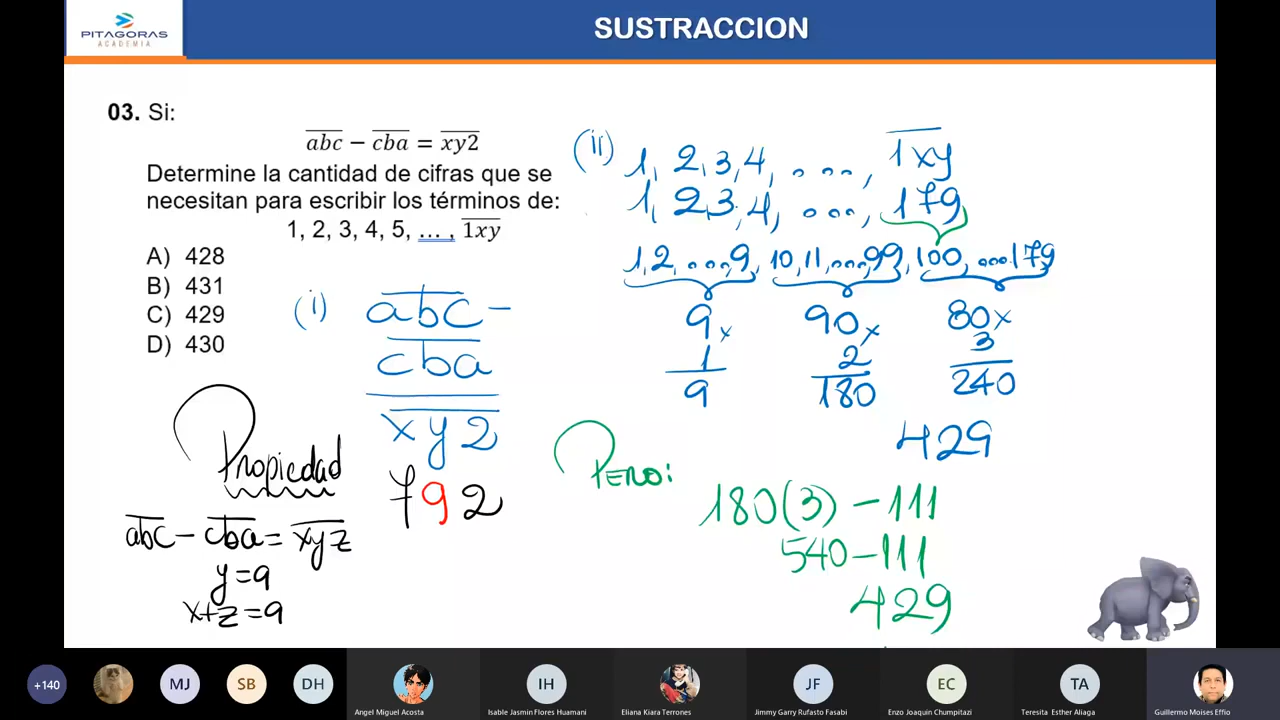 PITAGORAS
ACADEMIA
SUSTRACCION
03. Si:
abc − cba = xy2
Determine la cantidad de cifras que se
necesitan para escribir los términos de:
1, 2, 3, 4, 5, … , 1xy
A) 428
B) 431
C) 429
D) 430
(i)
abc −
cba
xy2
792
Propiedad
abc − cba = xyz
y=9
x+z=9
(ii)
1, 2, 3, 4, ..., 1xy
1, 2, 3, 4, ..., 179
1,2, ...,9, 10,11,...,99, 100, ...179
9x 90x 80x
1 2 3
9 180 240
429
PERO:
180(3) − 111
540 − 111
429
+140
MJ
SB
DH
Angel Miguel Acosta
IH
Isable Jasmin Flores Huamani
Eliana Kiara Terrones
JF
Jimmy Garry Rufasto Fasabi
EC
Enzo Joaquin Chumpitazi
TA
Teresita Esther Aliaga
Guillermo Moises Effio